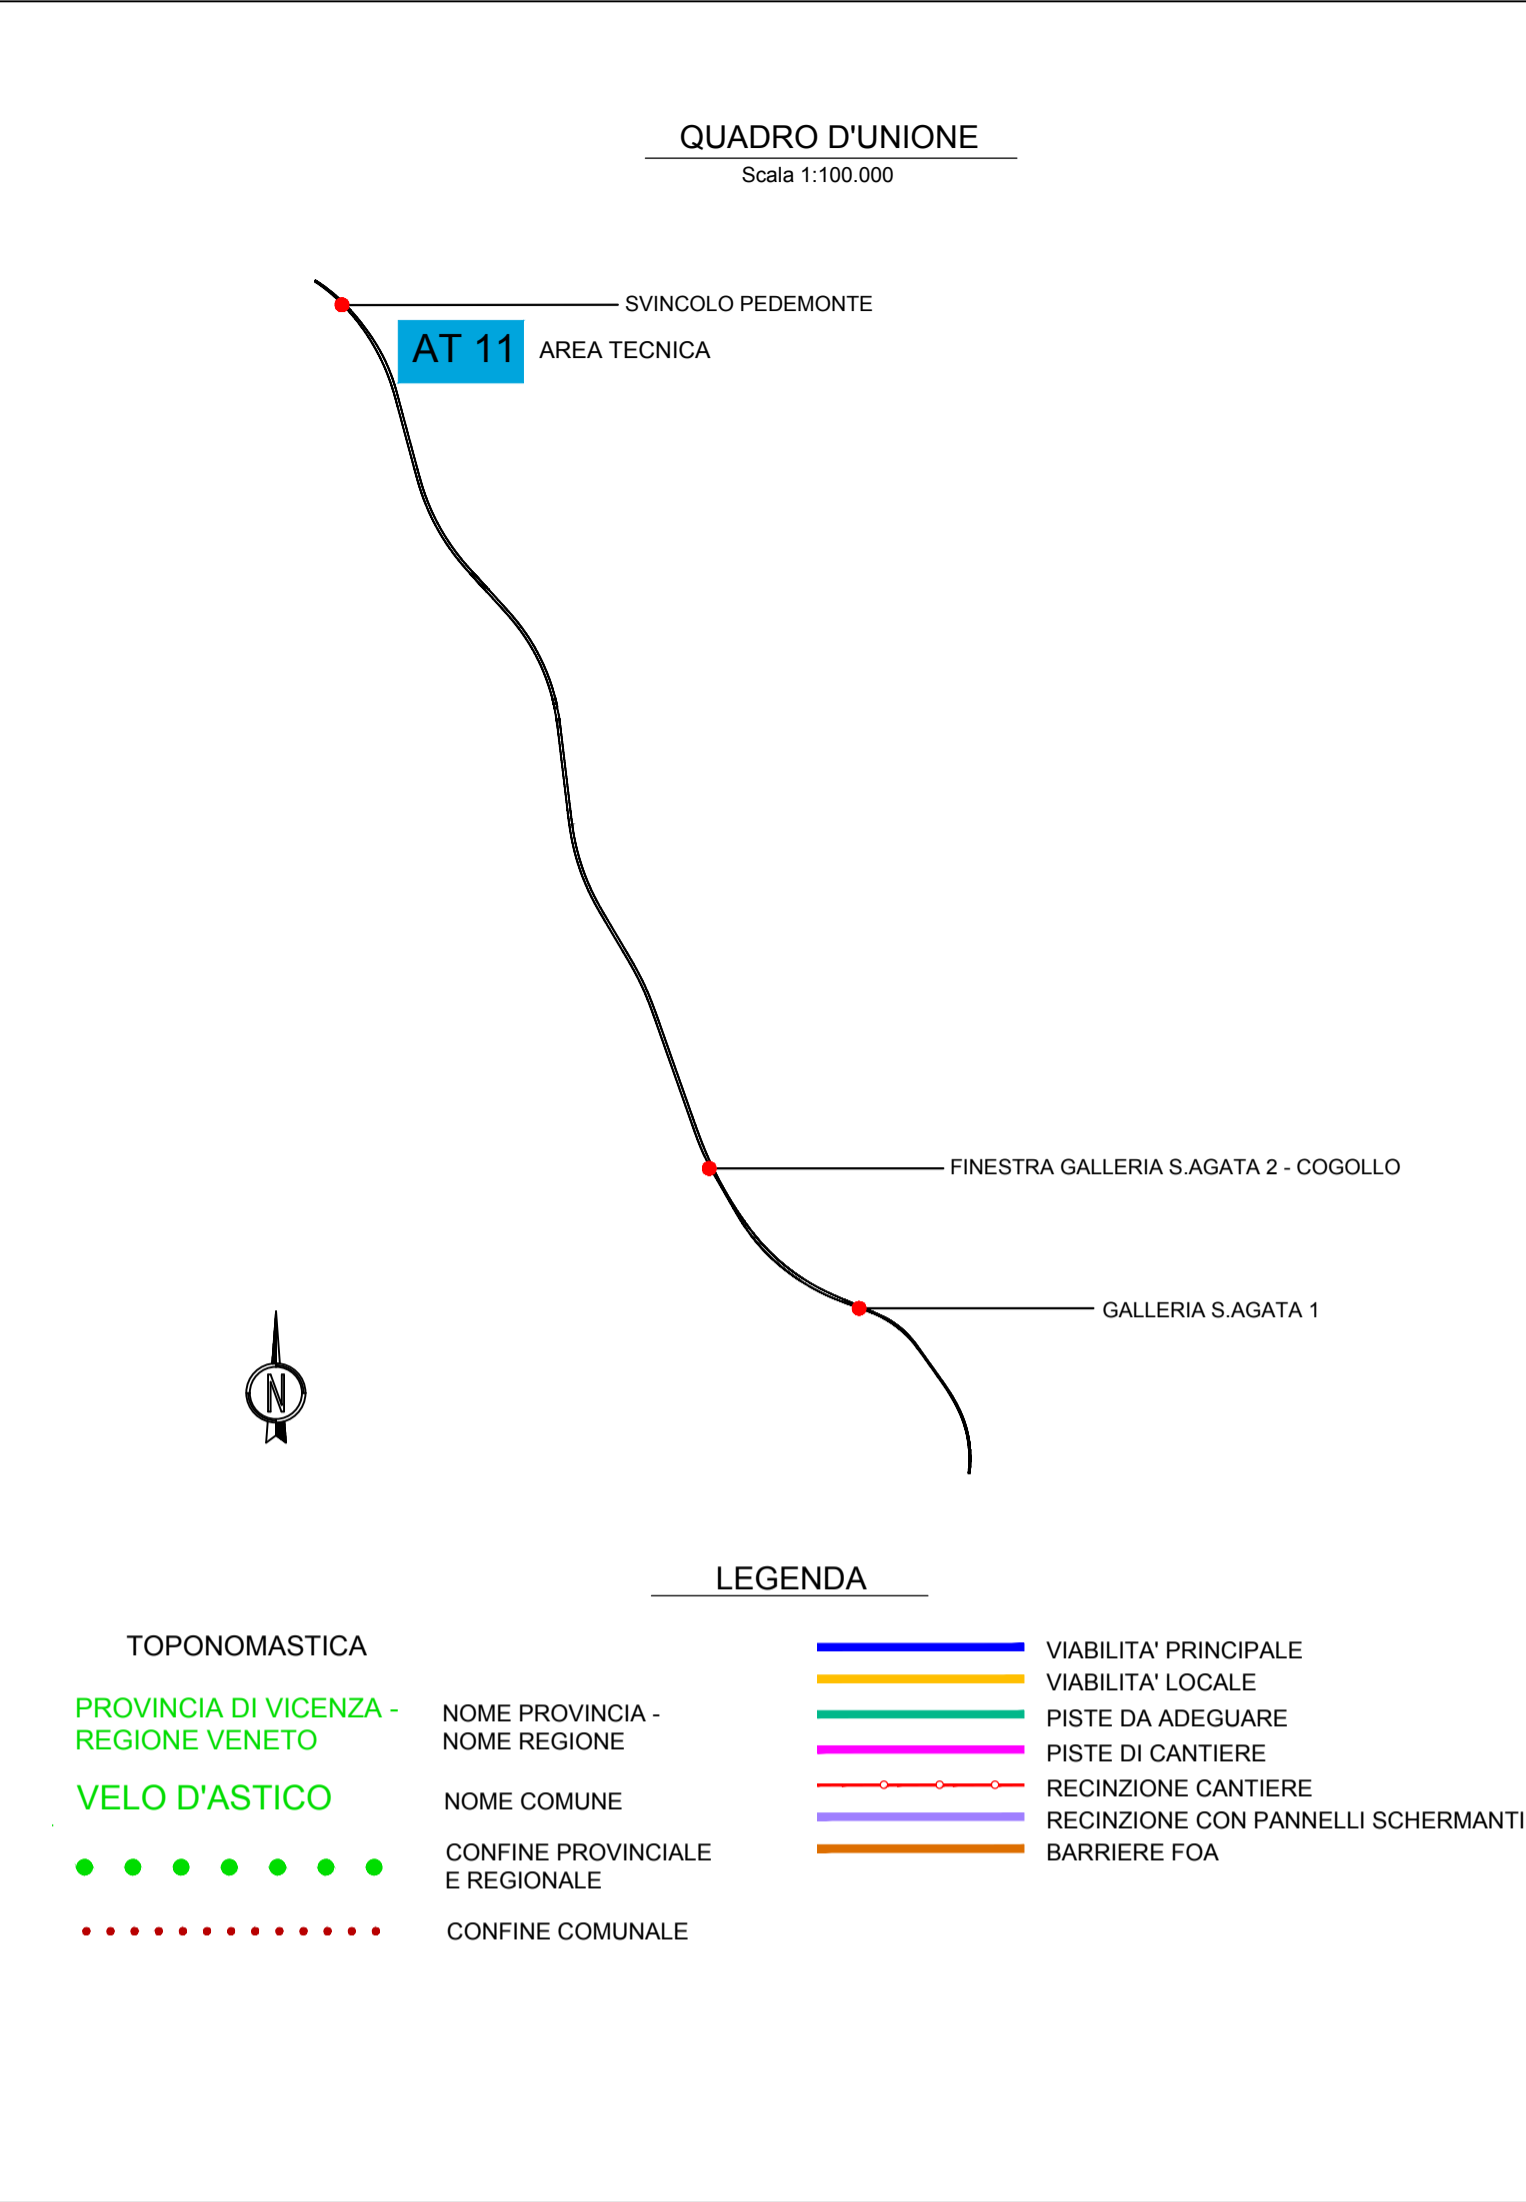 QUADRO D'UNIONE
Scala 1:100.000
SVINCOLO PEDEMONTE
AT 11 AREA TECNICA
FINESTRA GALLERIA S.AGATA 2 - COGOLLO
GALLERIA S.AGATA 1
N
LEGENDA
TOPONOMASTICA
PROVINCIA DI VICENZA -
REGIONE VENETO
NOME PROVINCIA -
NOME REGIONE
VELO D'ASTICO
NOME COMUNE
CONFINE PROVINCIALE
E REGIONALE
CONFINE COMUNALE
VIABILITA' PRINCIPALE
VIABILITA' LOCALE
PISTE DA ADEGUARE
PISTE DI CANTIERE
RECINZIONE CANTIERE
RECINZIONE CON PANNELLI SCHERMANTI
BARRIERE FOA